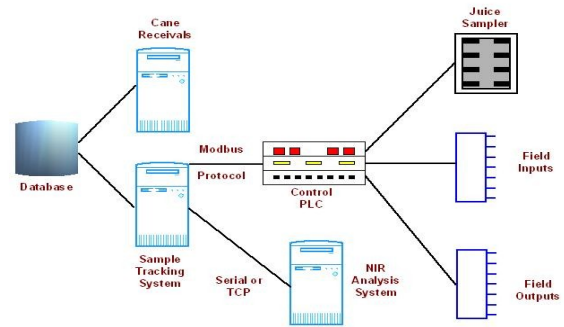 Cane
Receivals
Juice
Sampler
Database
Modbus
Protocol
Control
PLC
Field
Inputs
Sample
Tracking
System
Serial or
TCP
NIR
Analysis
System
Field
Outputs